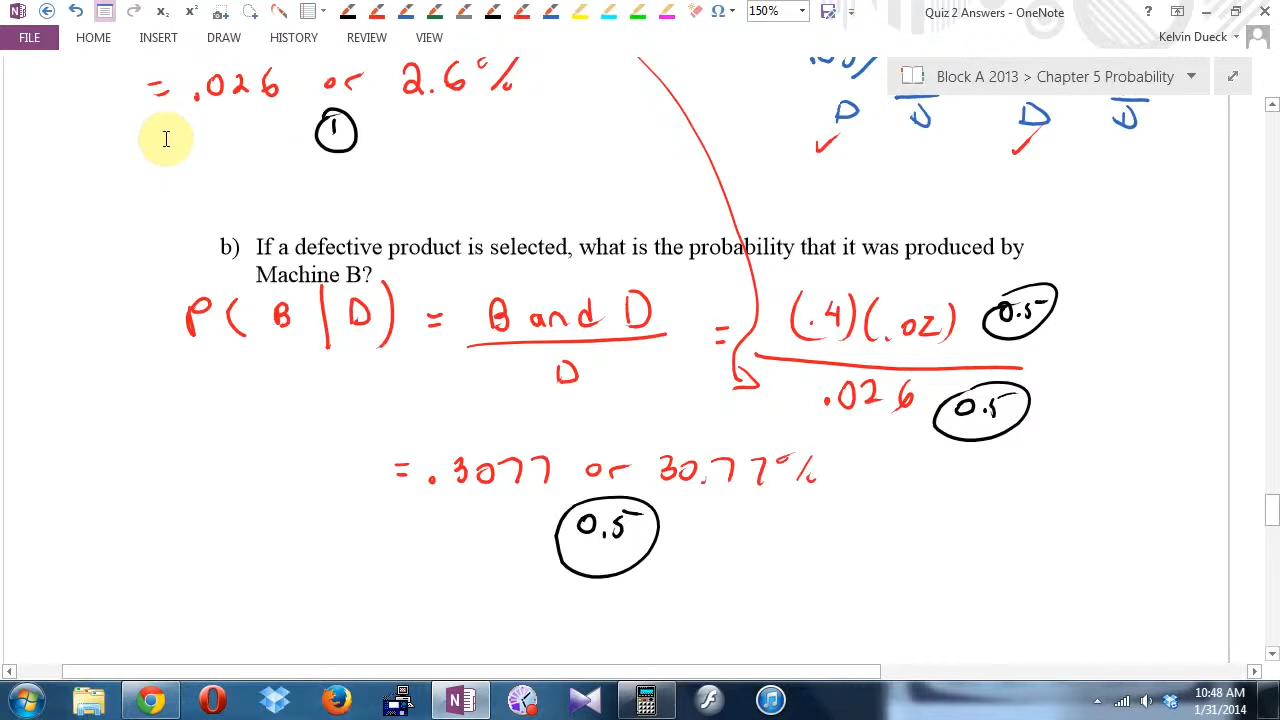 Quiz 2 Answers - OneNote
150%
FILE HOME INSERT DRAW HISTORY REVIEW VIEW
Kelvin Dueck
Block A 2013 > Chapter 5 Probability
= .026 or 2.6%
1
D D D D
b) If a defective product is selected, what is the probability that it was produced by
Machine B?
P( B | D ) = B and D / D = (.4)(.02) / .026
0.5
0.5
= .3077 or 30.77%
0.5
10:48 AM
1/31/2014